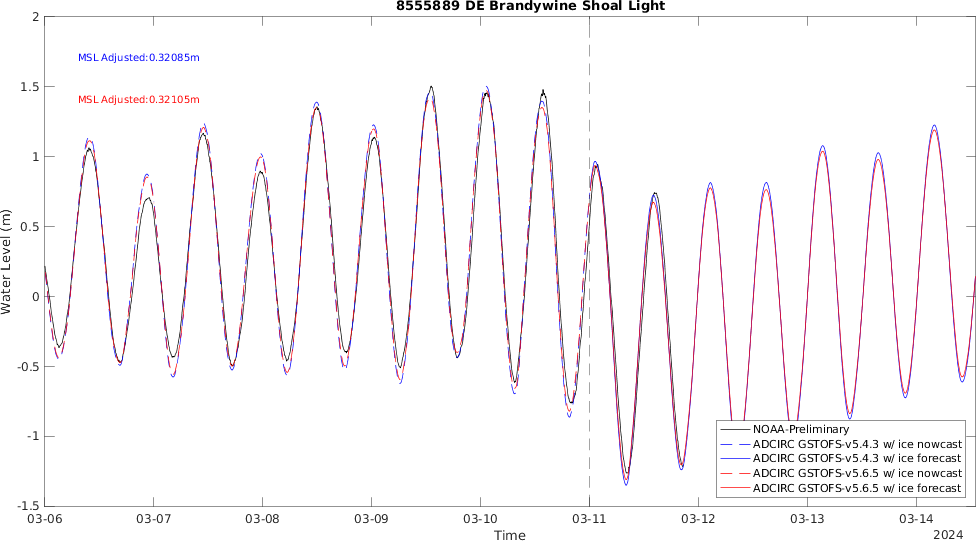 8555889 DE Brandywine Shoal Light
2
1.5
1
0.5
0
-0.5
-1
-1.5
Water Level (m)
MSL Adjusted:0.32085m
MSL Adjusted:0.32105m
NOAA-Preliminary
ADCIRC GSTOFS-v5.4.3 w/ ice nowcast
ADCIRC GSTOFS-v5.4.3 w/ ice forecast
ADCIRC GSTOFS-v5.6.5 w/ ice nowcast
ADCIRC GSTOFS-v5.6.5 w/ ice forecast
03-06 03-07 03-08 03-09 03-10 03-11 03-12 03-13 03-14
Time
2024